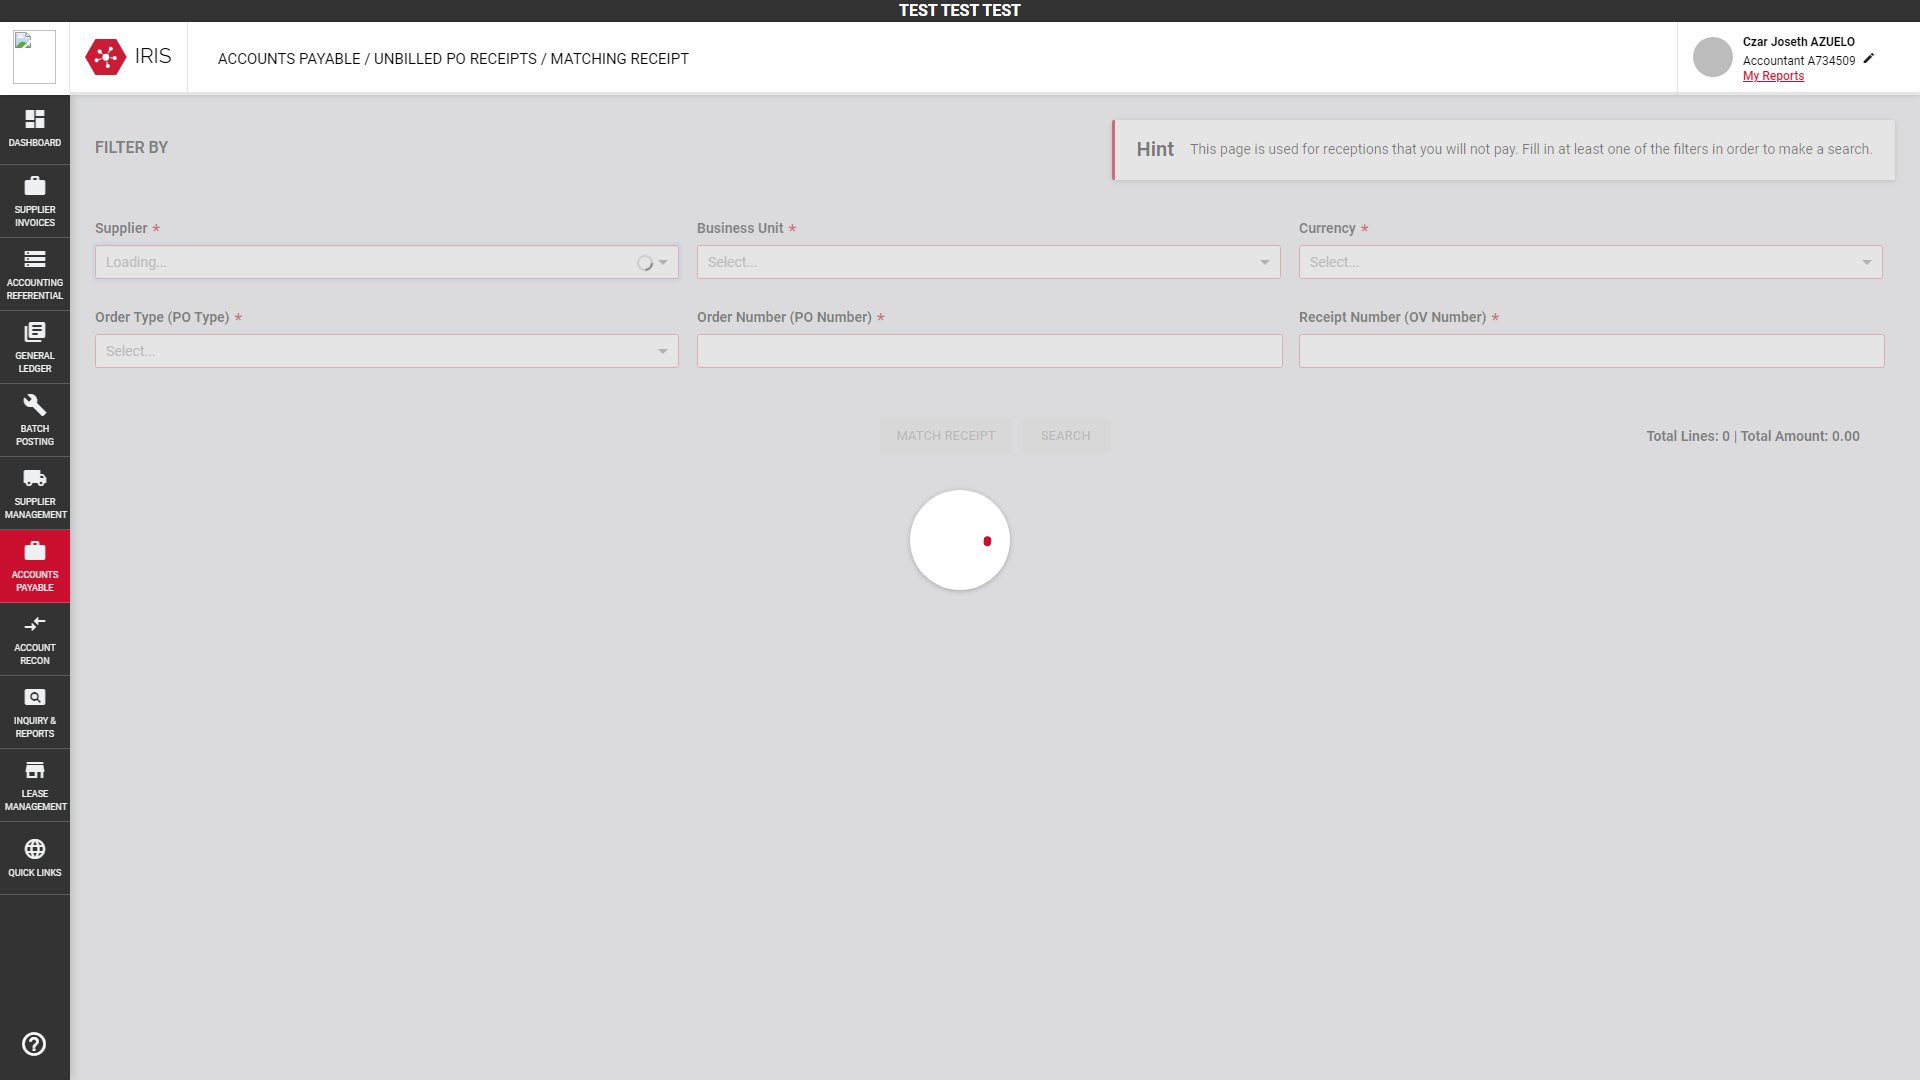 TEST TEST TEST
IRIS
ACCOUNTS PAYABLE / UNBILLED PO RECEIPTS / MATCHING RECEIPT
Czar Joseth AZUELO
Accountant A734509
My Reports
DASHBOARD
SUPPLIER
INVOICES
ACCOUNTING
REFERENTIAL
GENERAL
LEDGER
BATCH
POSTING
SUPPLIER
MANAGEMENT
ACCOUNTS
PAYABLE
ACCOUNT
RECON
INQUIRY &
REPORTS
LEASE
MANAGEMENT
QUICK LINKS
FILTER BY
Hint This page is used for receptions that you will not pay. Fill in at least one of the filters in order to make a search.
Supplier * Business Unit * Currency *
Loading... Select... Select...
Order Type (PO Type) * Order Number (PO Number) * Receipt Number (OV Number) *
Select...
MATCH RECEIPT SEARCH Total Lines: 0 | Total Amount: 0.00